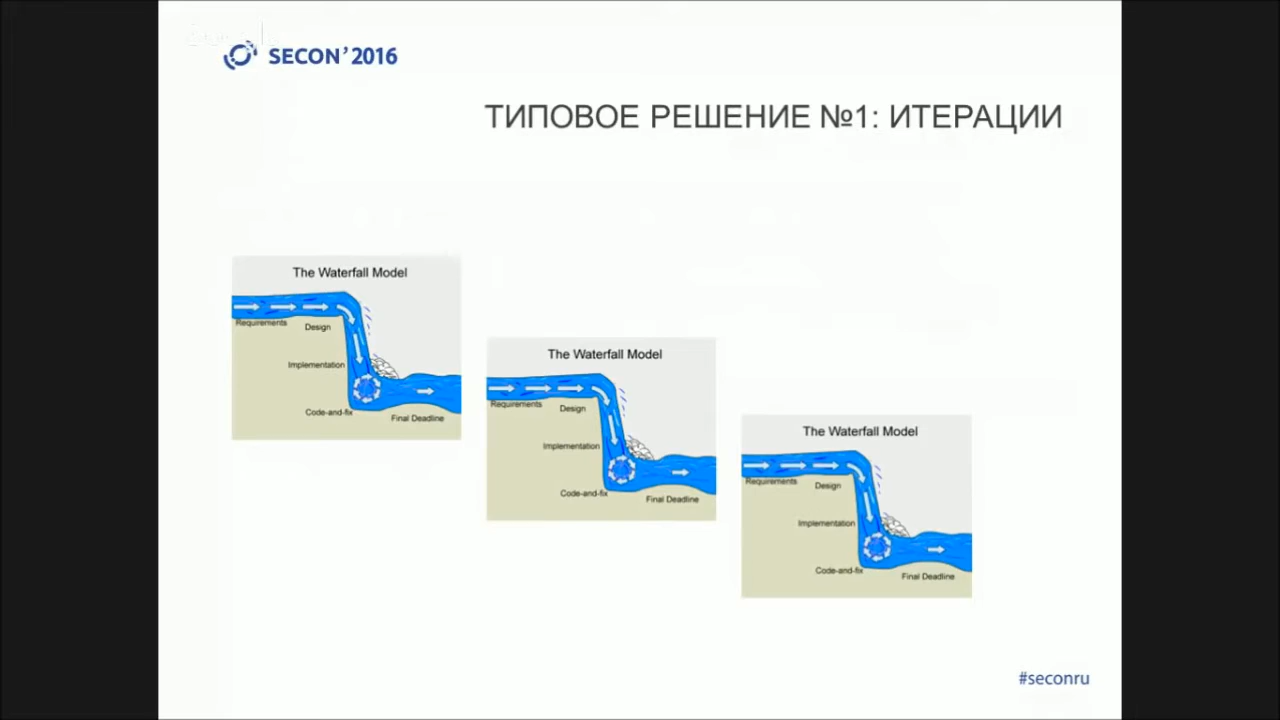 SECON’2016
ТИПОВОЕ РЕШЕНИЕ №1: ИТЕРАЦИИ
The Waterfall Model
Requirements
Design
Implementation
Code-and-fix
Final Deadline
The Waterfall Model
Requirements
Design
Implementation
Code-and-fix
Final Deadline
The Waterfall Model
Requirements
Design
Implementation
Code-and-fix
Final Deadline
#seconru